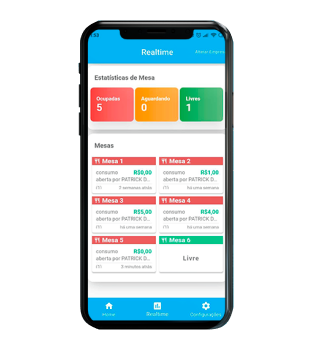 Realtime
Estatísticas de Mesa
Ocupadas
5
Aguardando
0
Livres
1
Mesas
Mesa 1
consumo R$0,00
aberta por PATRICK D...
3 semanas atrás
Mesa 2
consumo R$1,00
aberta por PATRICK D...
há uma semana
Mesa 3
consumo R$5,00
aberta por PATRICK D...
há uma semana
Mesa 4
consumo R$4,00
aberta por PATRICK D...
há uma semana
Mesa 5
consumo R$0,00
aberta por PATRICK D...
3 minutos atrás
Mesa 6
Livre
Home
Realtime
Configurações